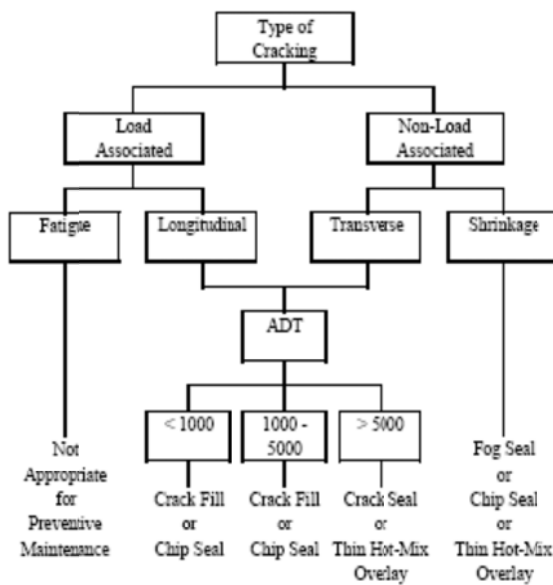 Type of
Cracking
Load
Associated
Non-Load
Associated
Fatigue
Longitudinal
Transverse
Shrinkage
ADT
< 1000
1000 -
5000
> 5000
Not
Appropriate
for
Preventive
Maintenance
Crack Fill
or
Chip Seal
Crack Fill
or
Chip Seal
Crack Seal
or
Thin Hot-Mix
Overlay
Fog Seal
or
Chip Seal
or
Thin Hot-Mix
Overlay